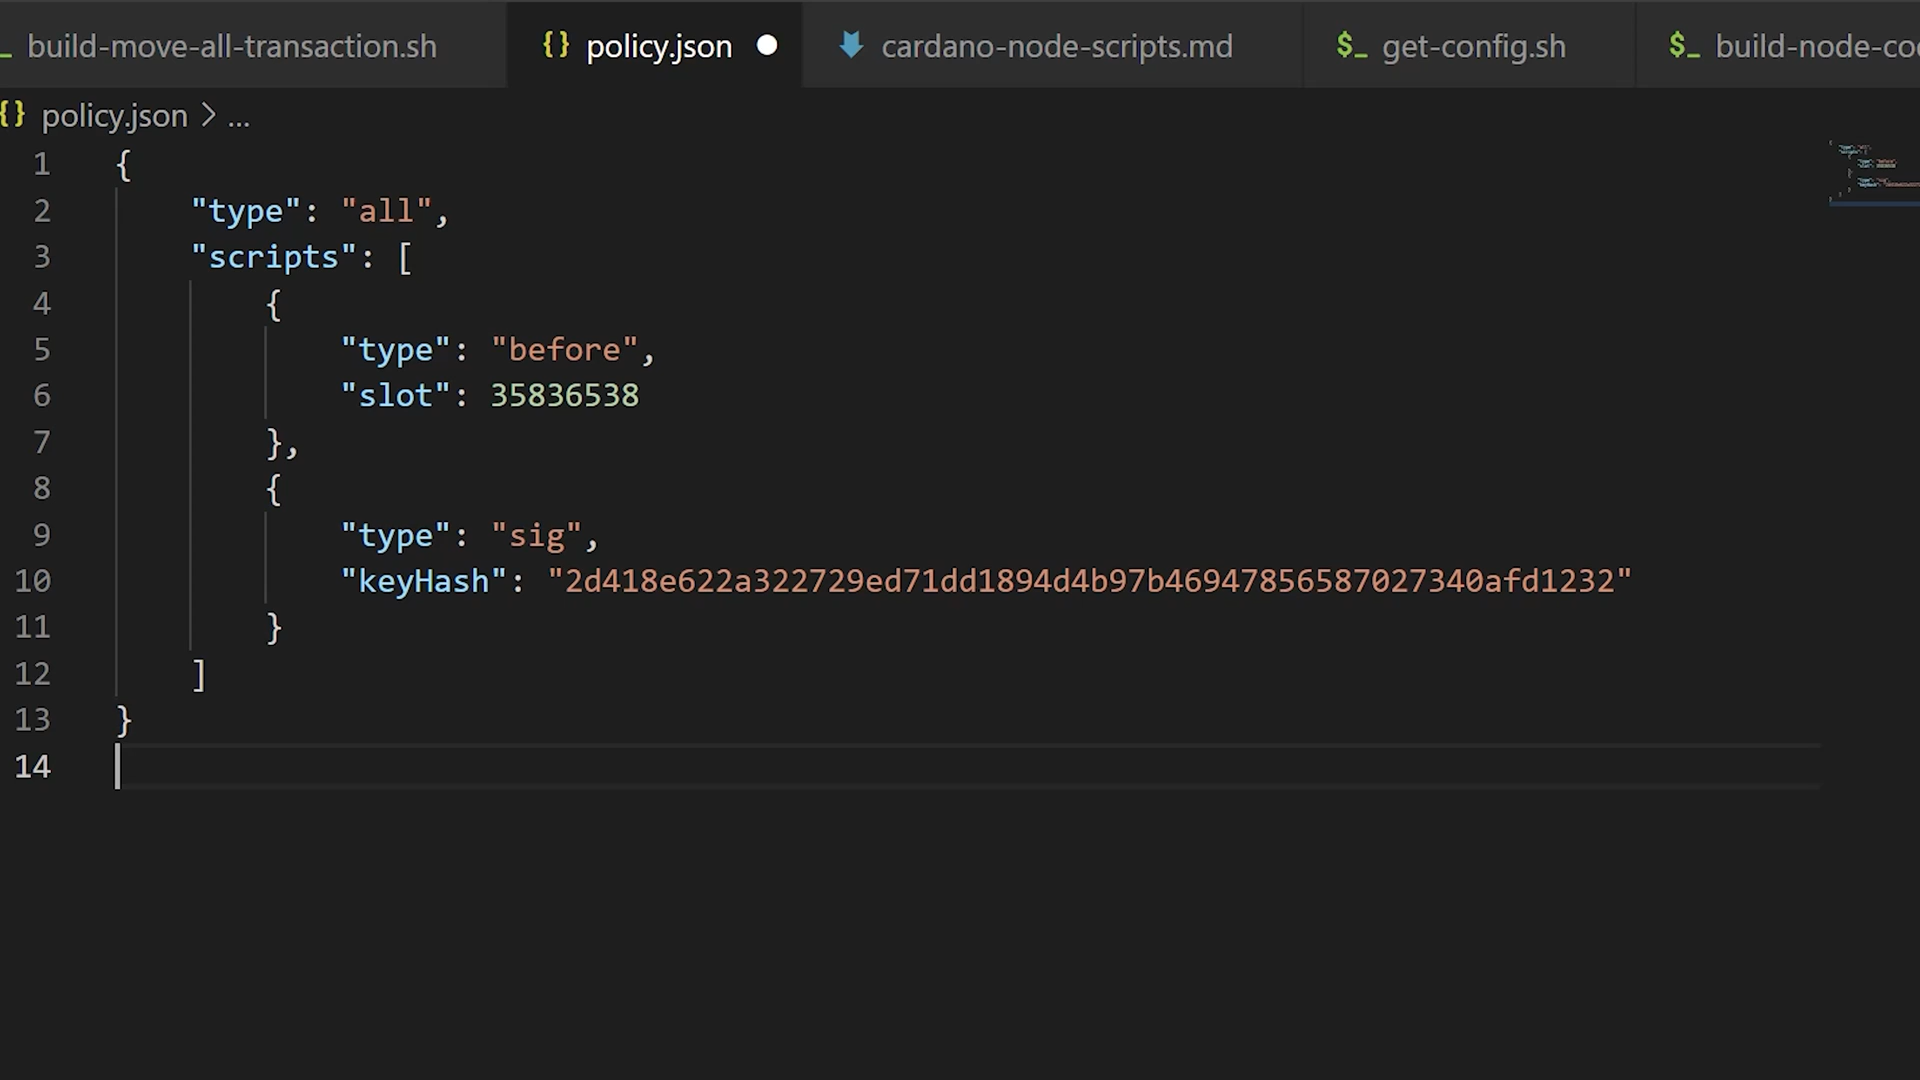 build-move-all-transaction.sh
{} policy.json
cardano-node-scripts.md
$_ get-config.sh
$_ build-node-co
{} policy.json > ...
1 {
2 "type": "all",
3 "scripts": [
4 {
5 "type": "before",
6 "slot": 35836538
7 },
8 {
9 "type": "sig",
10 "keyHash": "2d418e622a322729ed71dd1894d4b97b46947856587027340afd1232"
11 }
12 ]
13 }
14